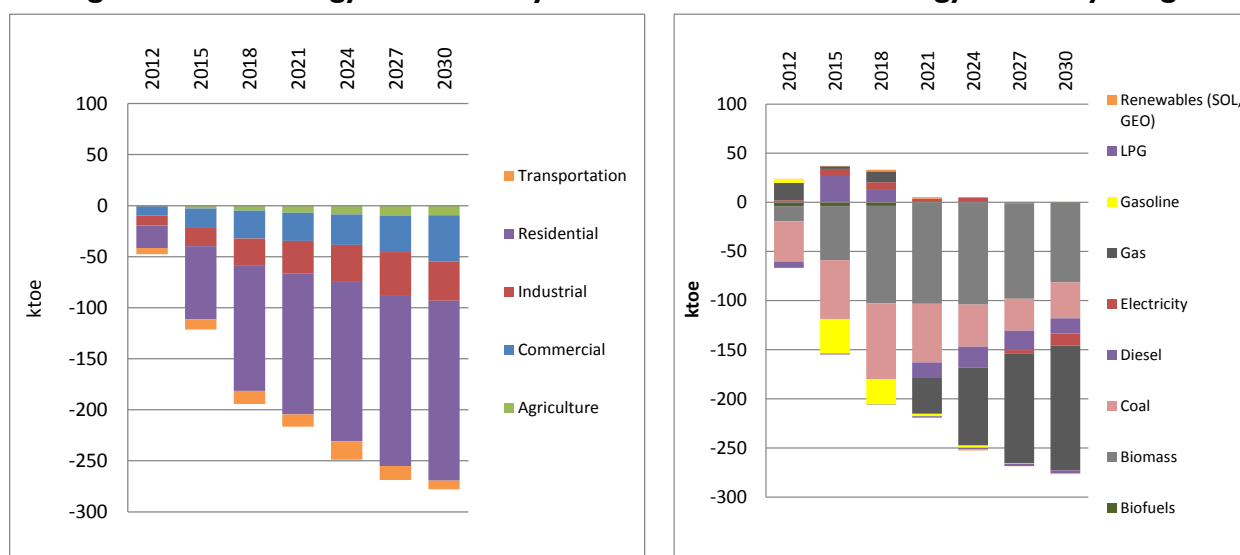 2012 2015 2018 2021 2024 2027 2030
100
50
0
-50
-100
-150
-200
-250
-300
ktoe
Transportation
Residential
Industrial
Commercial
Agriculture
2012 2015 2018 2021 2024 2027 2030
100
50
0
-50
-100
-150
-200
-250
-300
ktoe
Renewables (SOL,
GEO)
LPG
Gasoline
Gas
Electricity
Diesel
Coal
Biomass
Biofuels